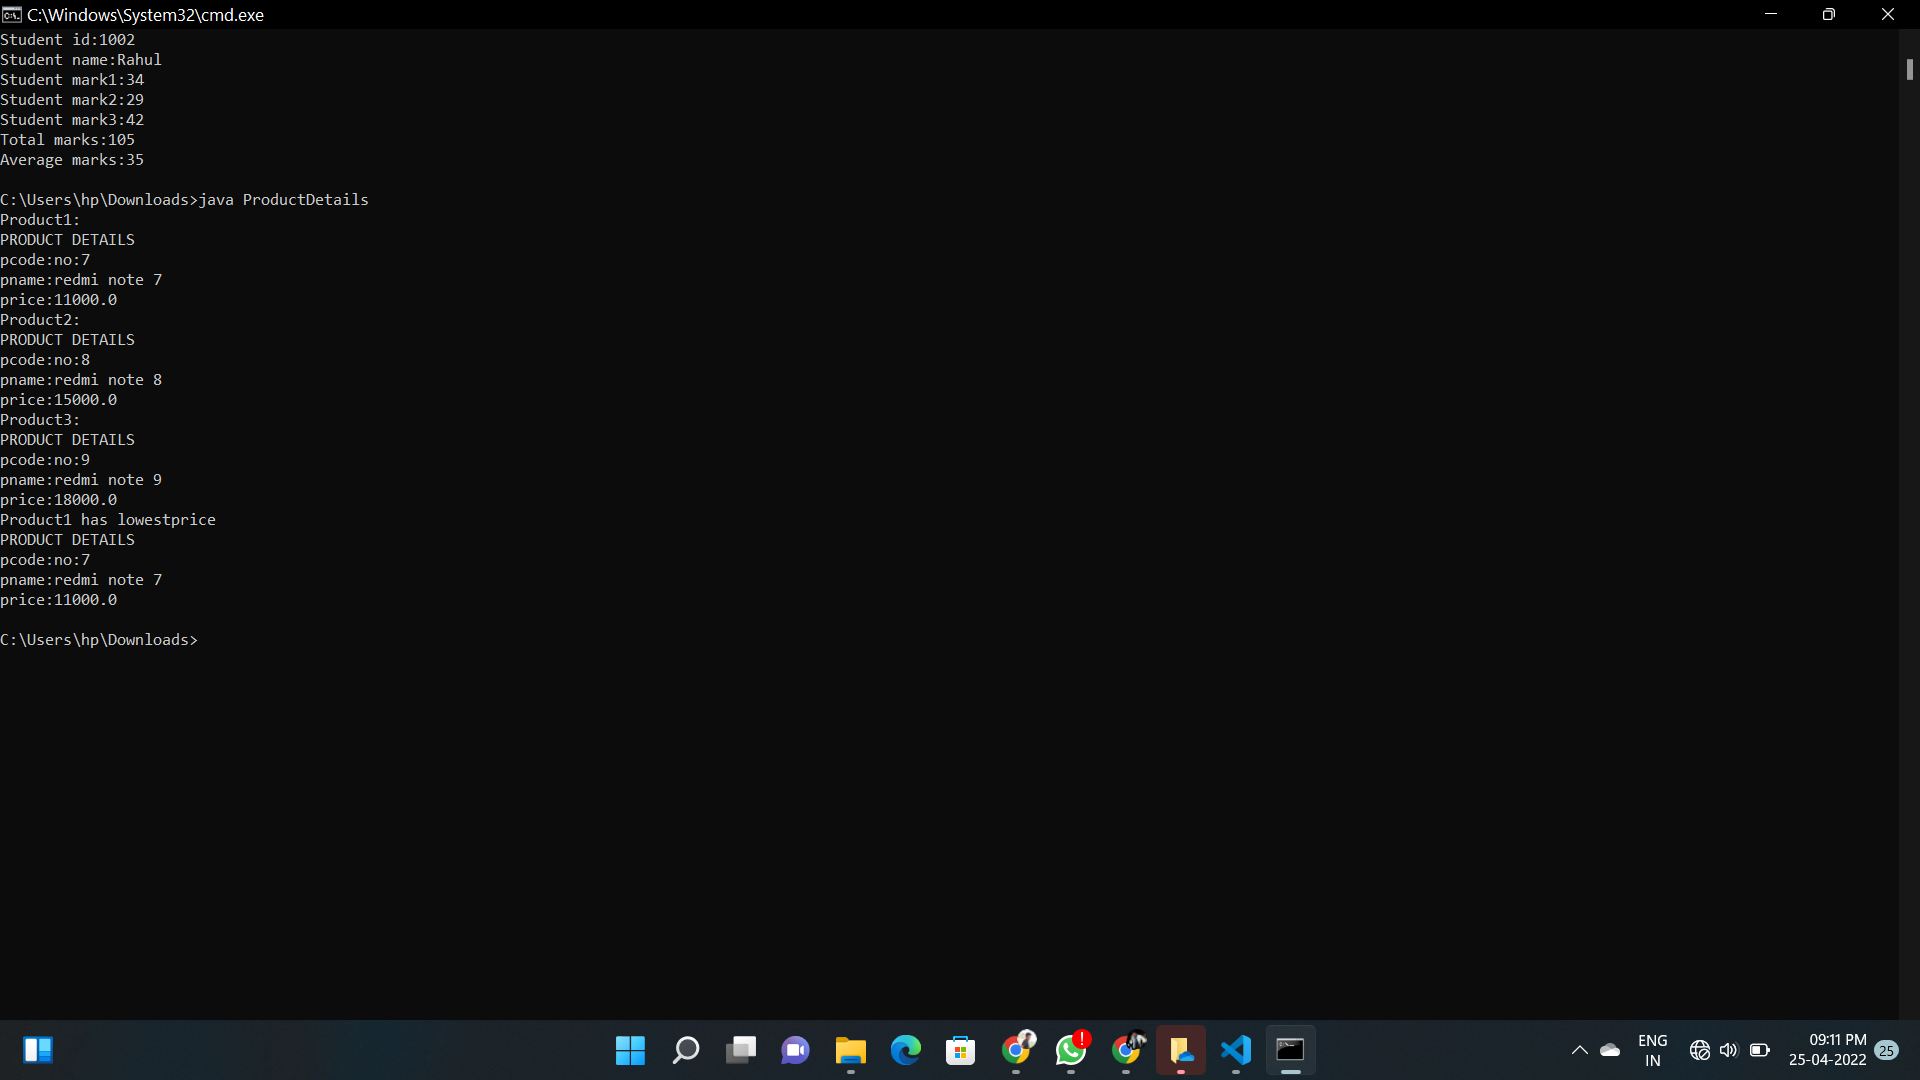 C:\Windows\System32\cmd.exe
Student id:1002
Student name:Rahul
Student mark1:34
Student mark2:29
Student mark3:42
Total marks:105
Average marks:35
C:\Users\hp\Downloads>java ProductDetails
Product1:
PRODUCT DETAILS
pcode:no:7
pname:redmi note 7
price:11000.0
Product2:
PRODUCT DETAILS
pcode:no:8
pname:redmi note 8
price:15000.0
Product3:
PRODUCT DETAILS
pcode:no:9
pname:redmi note 9
price:18000.0
Product1 has lowestprice
PRODUCT DETAILS
pcode:no:7
pname:redmi note 7
price:11000.0
C:\Users\hp\Downloads>
ENG
IN
09:11 PM
25-04-2022
25